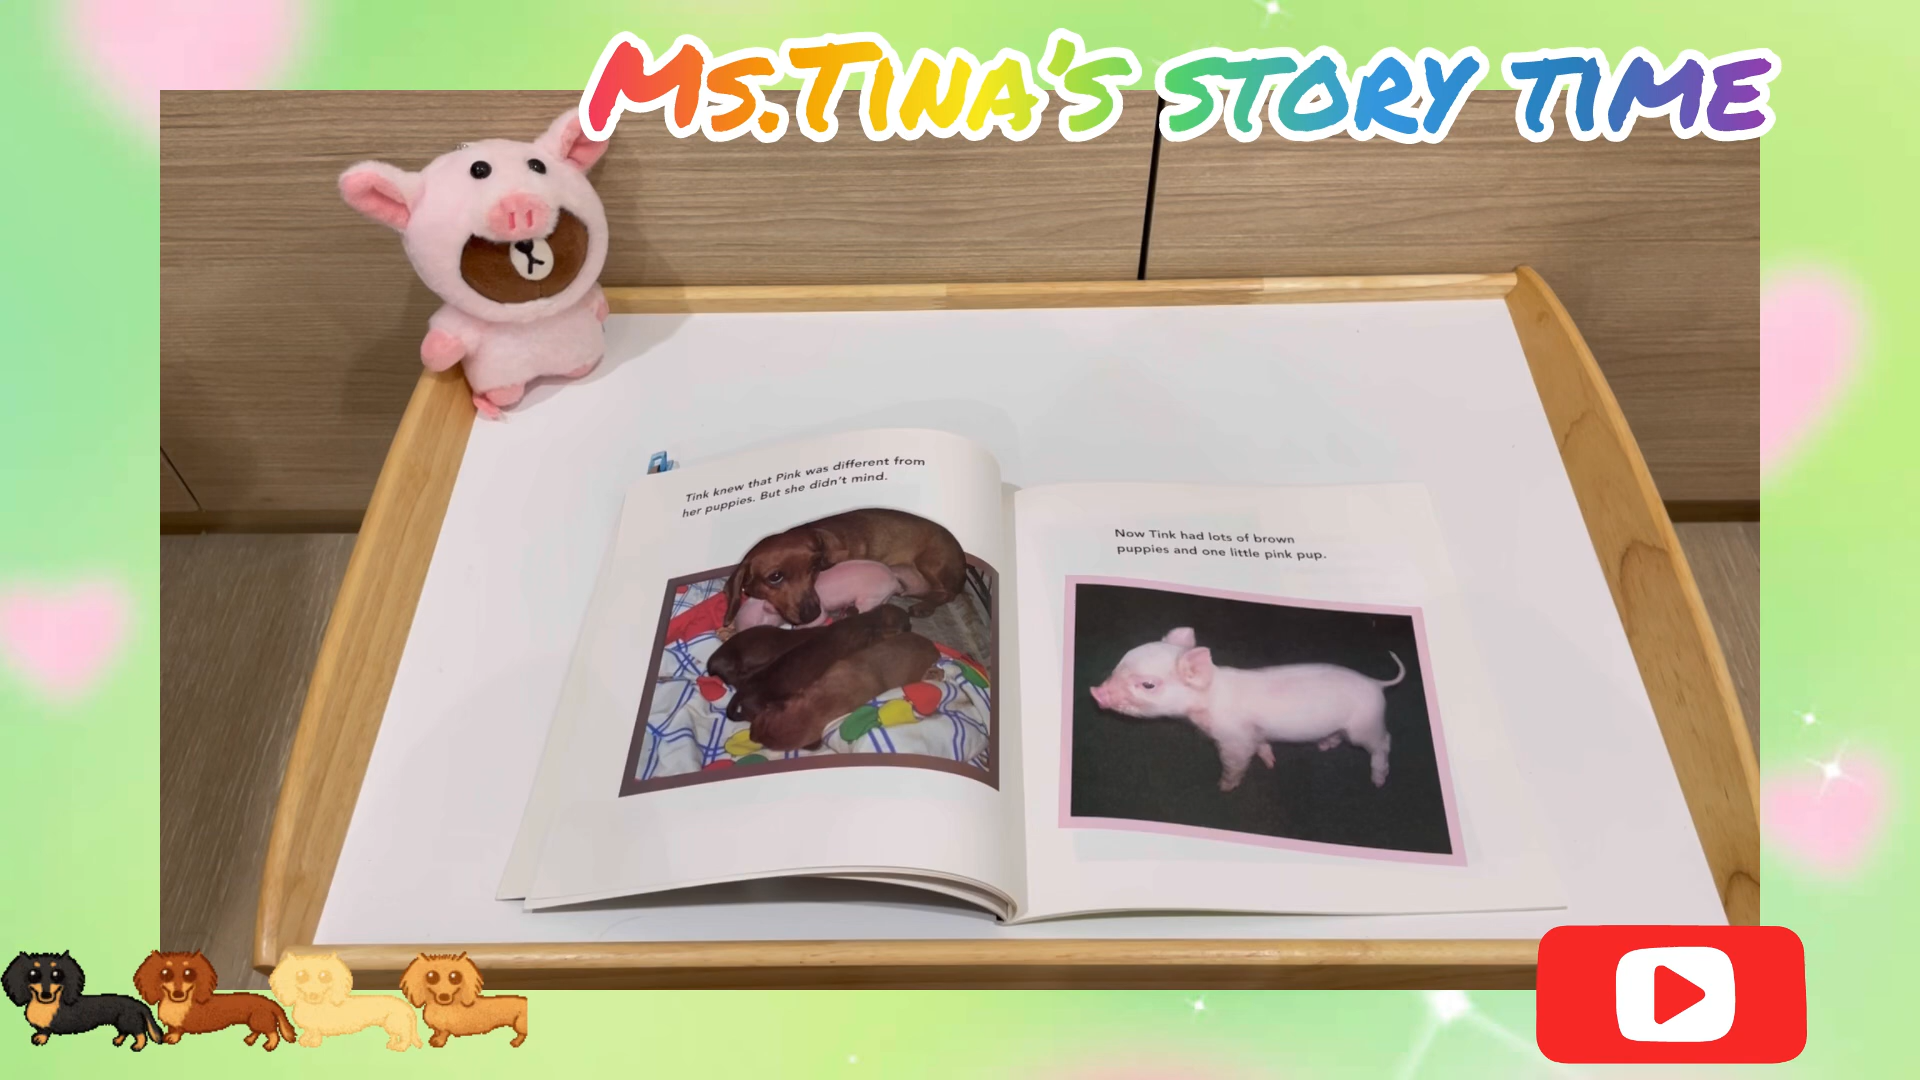 Ms.Tina's story time
Tink knew that Pink was different from
her puppies. But she didn't mind.
Now Tink had lots of brown
puppies and one little pink pup.